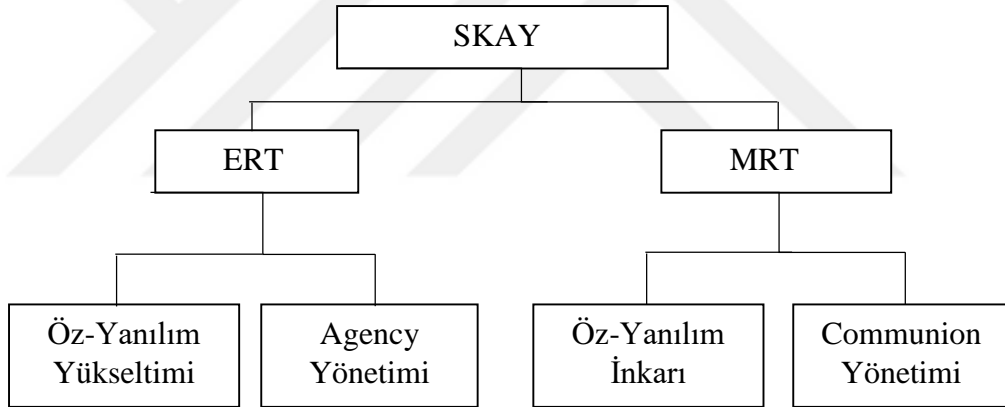 SKAY
ERT
MRT
Öz-Yanılım
Yükseltimi
Agency
Yönetimi
Öz-Yanılım
İnkarı
Communion
Yönetimi